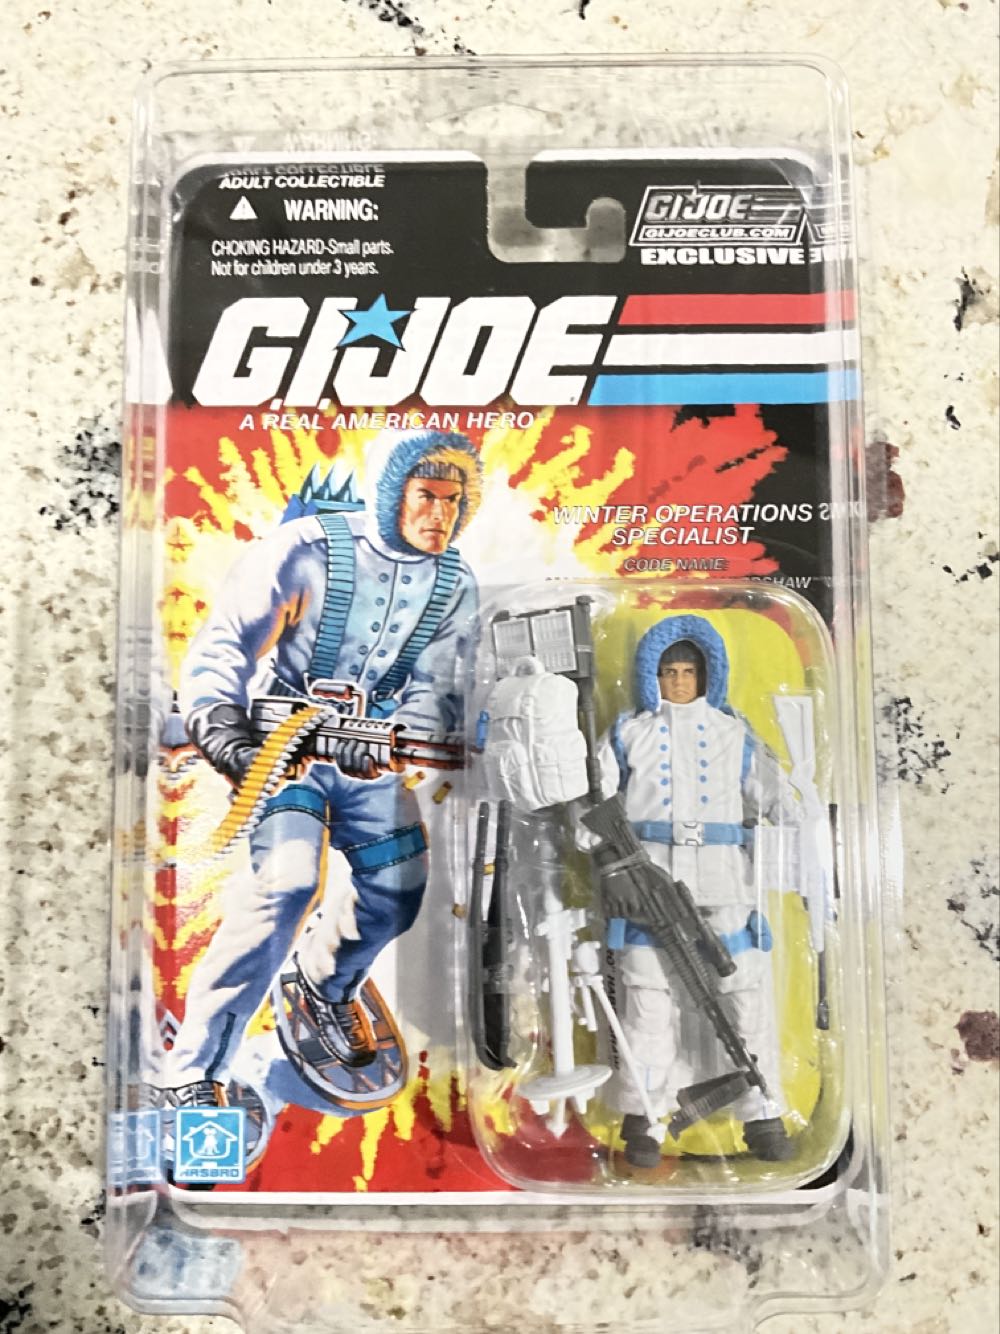 ADULT COLLECTIBLE
WARNING:
CHOKING HAZARD-Small parts.
Not for children under 3 years.
GI JOE
GIJOECLUB.COM
EXCLUSIVE
G.I. JOE
A REAL AMERICAN HERO
WINTER OPERATIONS
SPECIALIST
CODE NAME:
HASBRO